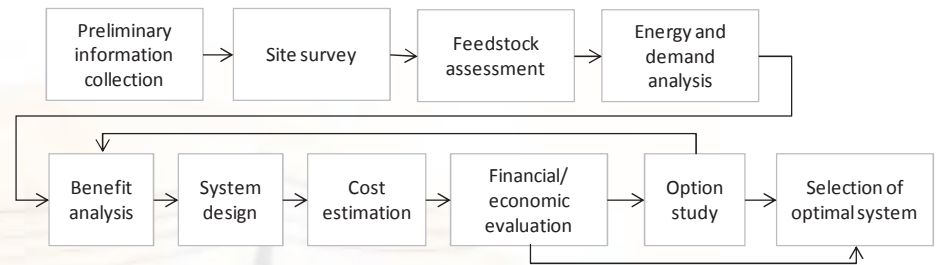 Preliminary
information
collection
Site survey
Feedstock
assessment
Energy and
demand
analysis
Benefit
analysis
System
design
Cost
estimation
Financial/
economic
evaluation
Option
study
Selection of
optimal system